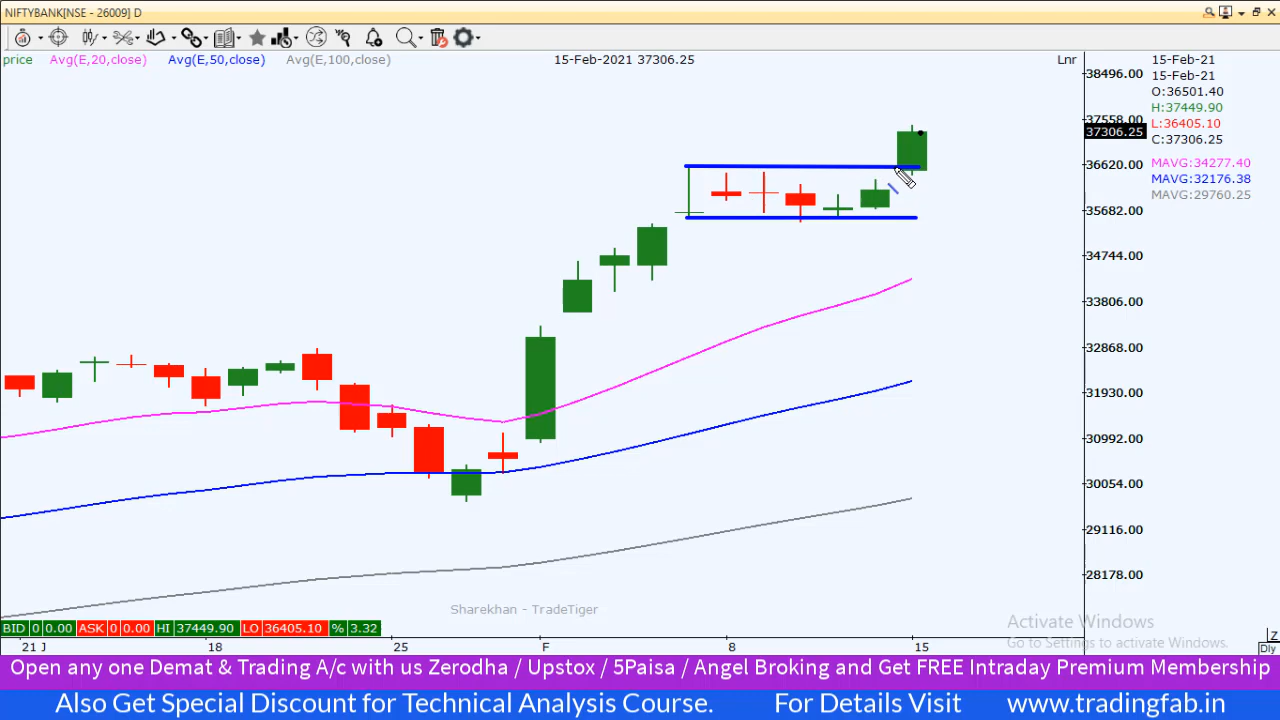 NIFTYBANK[NSE - 26009] D
price Avg(E,20,close) Avg(E,50,close) Avg(E,100,close) 15-Feb-2021 37306.25 Lnr
15-Feb-21
15-Feb-21
O:36501.40
H:37449.90
L:36405.10
C:37306.25
MAVG:34277.40
MAVG:32176.38
MAVG:29760.25
38496.00
37558.00
37306.25
36620.00
35682.00
34744.00
33806.00
32868.00
31930.00
30992.00
30054.00
29116.00
28178.00
Sharekhan - TradeTiger
Activate Windows
Go to Settings to activate Windows.
BID 0 0.00 ASK 0 0.00 HI 37449.90 LO 36405.10 % 3.32
21 J 18 25 F 8 15
Z
Dly
Open any one Demat & Trading A/c with us Zerodha / Upstox / 5Paisa / Angel Broking and Get FREE Intraday Premium Membership
Also Get Special Discount for Technical Analysis Course. For Details Visit www.tradingfab.in